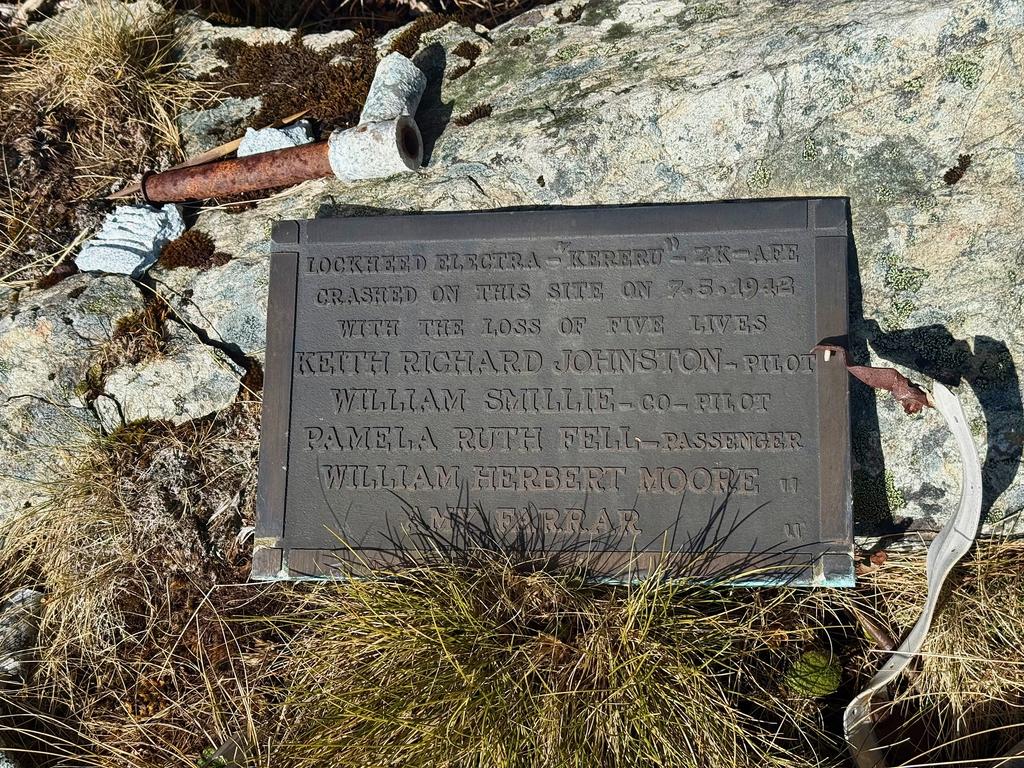 LOCKHEED ELECTRA - "KERERU" - ZK-AFE
CRASHED ON THIS SITE ON 7.5.1942
WITH THE LOSS OF FIVE LIVES
KEITH RICHARD JOHNSTON - PILOT
WILLIAM SMILLIE - CO-PILOT
PAMELA RUTH FELL - PASSENGER
WILLIAM HERBERT MOORE "
AMY FARRAR "